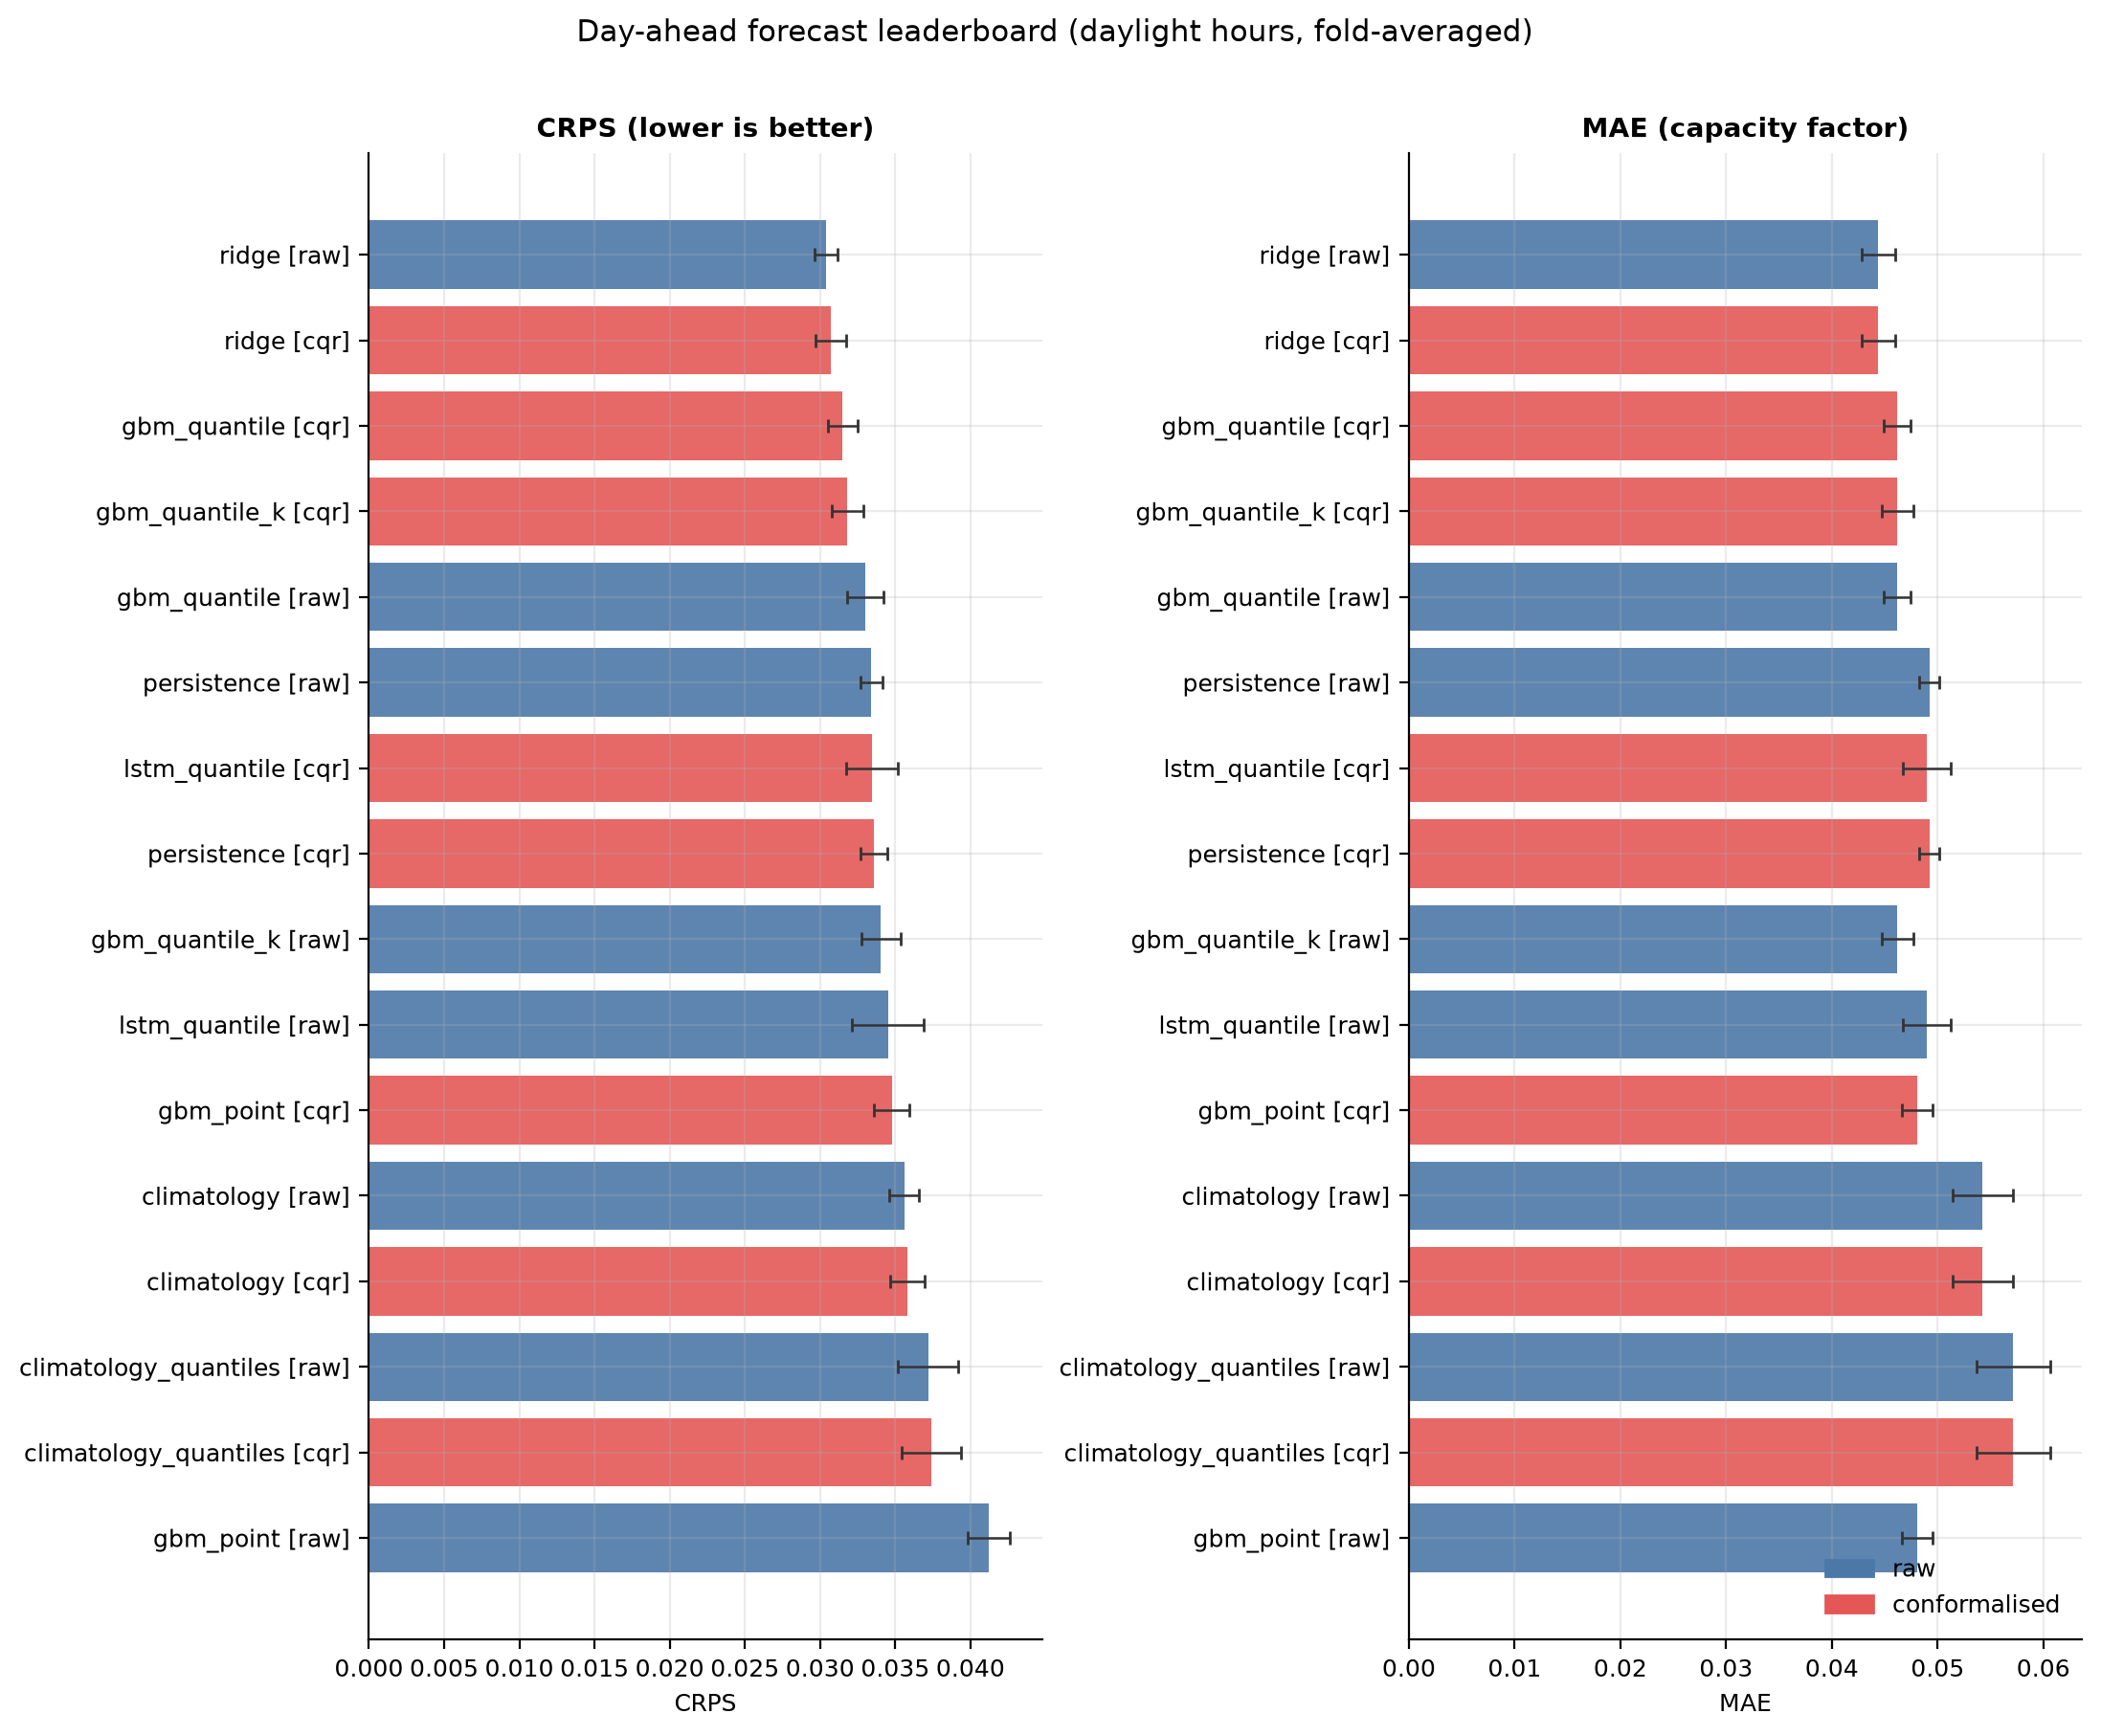 Day-ahead forecast leaderboard (daylight hours, fold-averaged)
CRPS (lower is better)
ridge [raw]
ridge [cqr]
gbm_quantile [cqr]
gbm_quantile_k [cqr]
gbm_quantile [raw]
persistence [raw]
lstm_quantile [cqr]
persistence [cqr]
gbm_quantile_k [raw]
lstm_quantile [raw]
gbm_point [cqr]
climatology [raw]
climatology [cqr]
climatology_quantiles [raw]
climatology_quantiles [cqr]
gbm_point [raw]
0.000 0.005 0.010 0.015 0.020 0.025 0.030 0.035 0.040
CRPS
MAE (capacity factor)
ridge [raw]
ridge [cqr]
gbm_quantile [cqr]
gbm_quantile_k [cqr]
gbm_quantile [raw]
persistence [raw]
lstm_quantile [cqr]
persistence [cqr]
gbm_quantile_k [raw]
lstm_quantile [raw]
gbm_point [cqr]
climatology [raw]
climatology [cqr]
climatology_quantiles [raw]
climatology_quantiles [cqr]
gbm_point [raw]
raw
conformalised
0.00 0.01 0.02 0.03 0.04 0.05 0.06
MAE